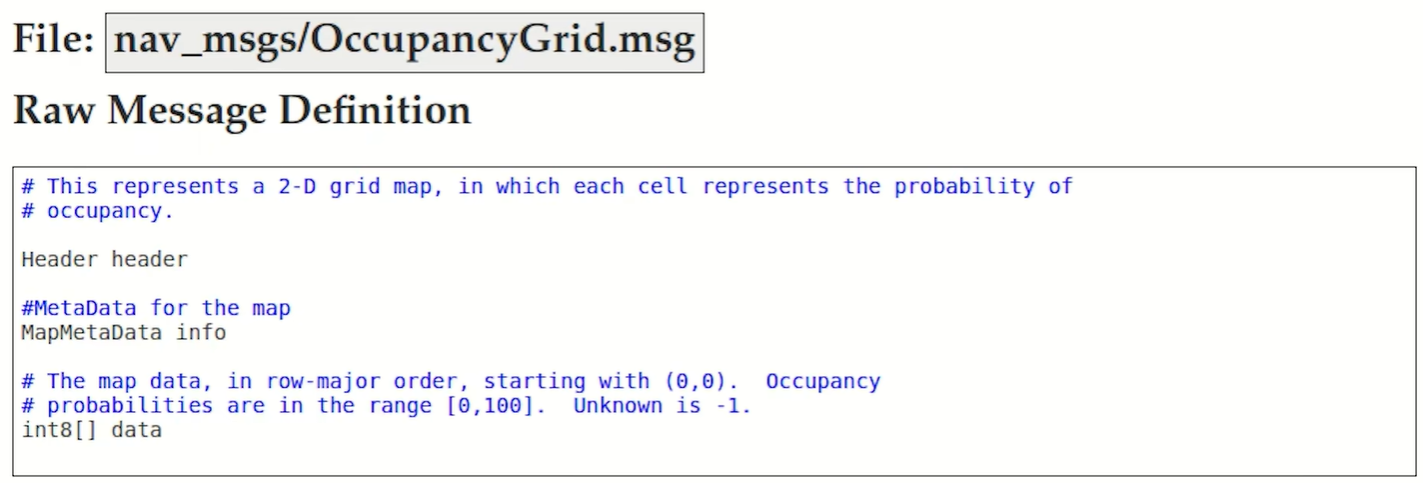 File: nav_msgs/OccupancyGrid.msg
Raw Message Definition
# This represents a 2-D grid map, in which each cell represents the probability of
# occupancy.
Header header
#MetaData for the map
MapMetaData info
# The map data, in row-major order, starting with (0,0).  Occupancy
# probabilities are in the range [0,100].  Unknown is -1.
int8[] data